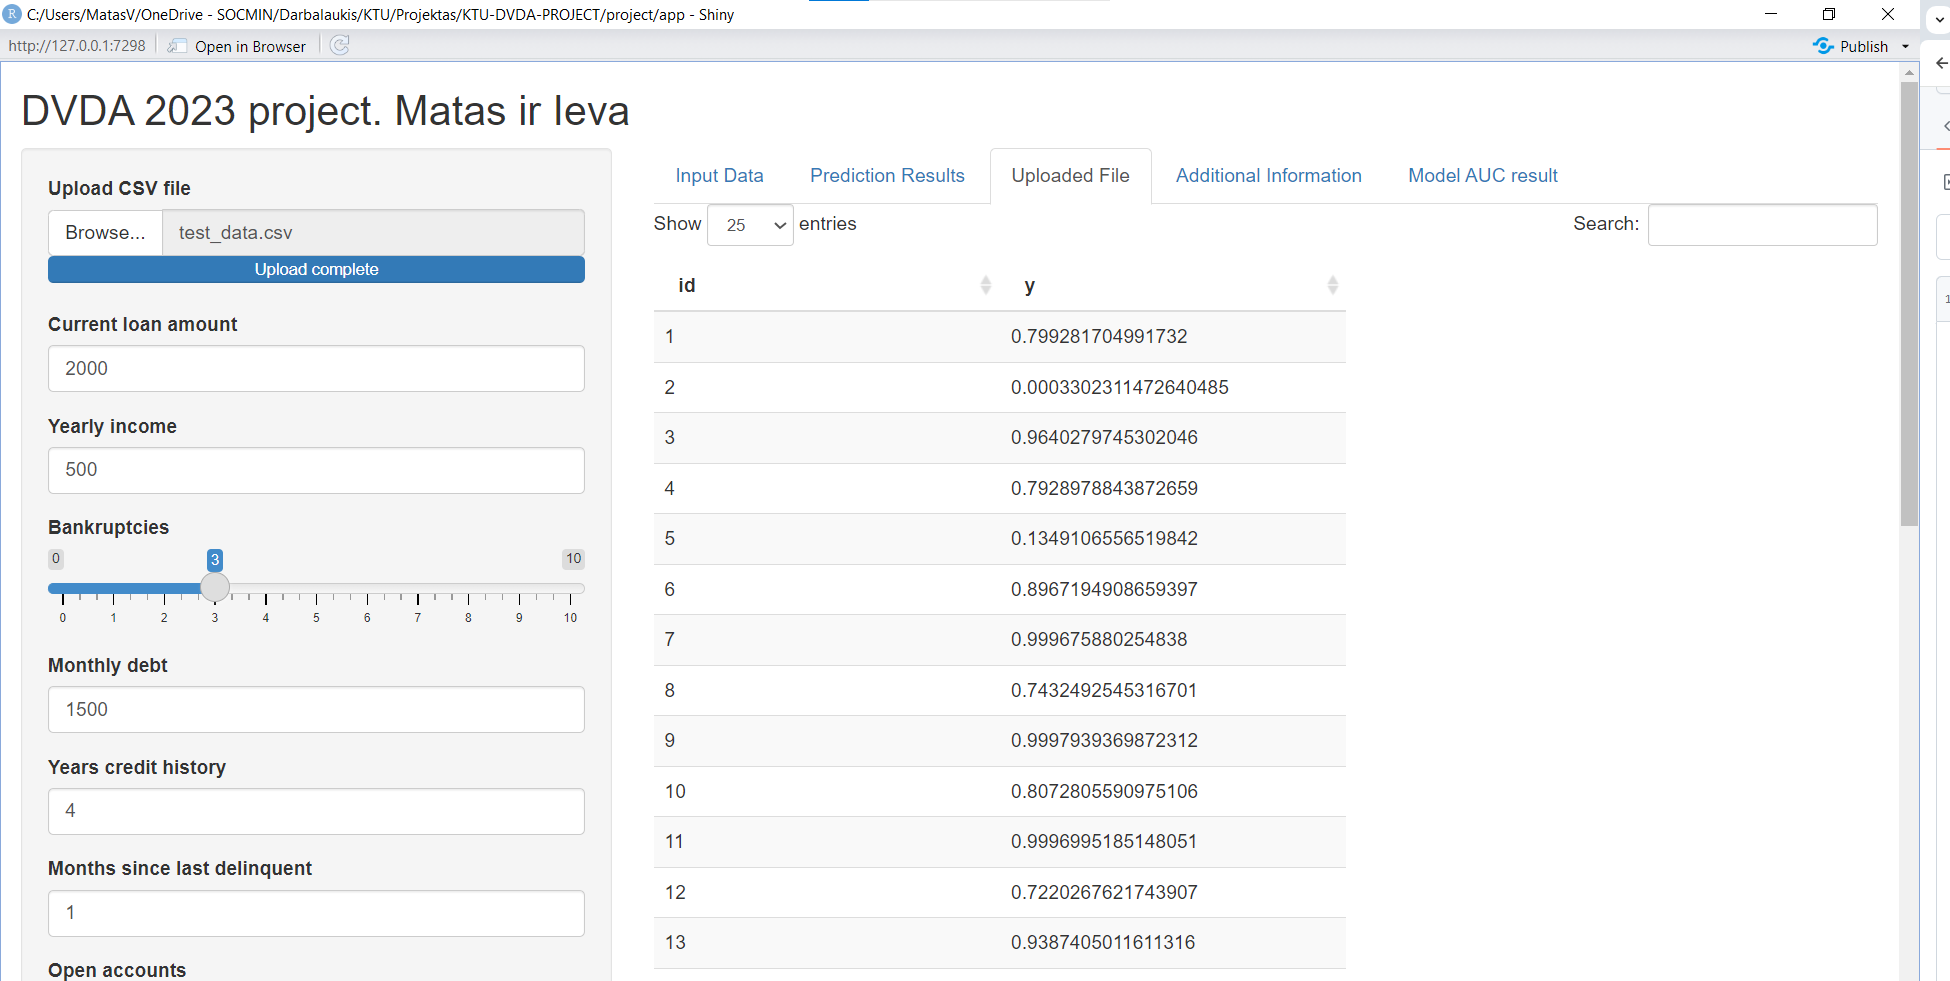 C:/Users/MatasV/OneDrive - SOCMIN/Darbalaukis/KTU/Projektas/KTU-DVDA-PROJECT/project/app - Shiny
http://127.0.0.1:7298
Open in Browser
Publish
DVDA 2023 project. Matas ir Ieva
Upload CSV file
Browse...
test_data.csv
Upload complete
Current loan amount
2000
Yearly income
500
Bankruptcies
0 3 10
0 1 2 3 4 5 6 7 8 9 10
Monthly debt
1500
Years credit history
4
Months since last delinquent
1
Open accounts
Input Data
Prediction Results
Uploaded File
Additional Information
Model AUC result
Show 25 entries
Search:
id y
1 0.799281704991732
2 0.0003302311472640485
3 0.9640279745302046
4 0.7928978843872659
5 0.1349106556519842
6 0.8967194908659397
7 0.999675880254838
8 0.7432492545316701
9 0.9997939369872312
10 0.8072805590975106
11 0.9996995185148051
12 0.7220267621743907
13 0.93874050116113​16